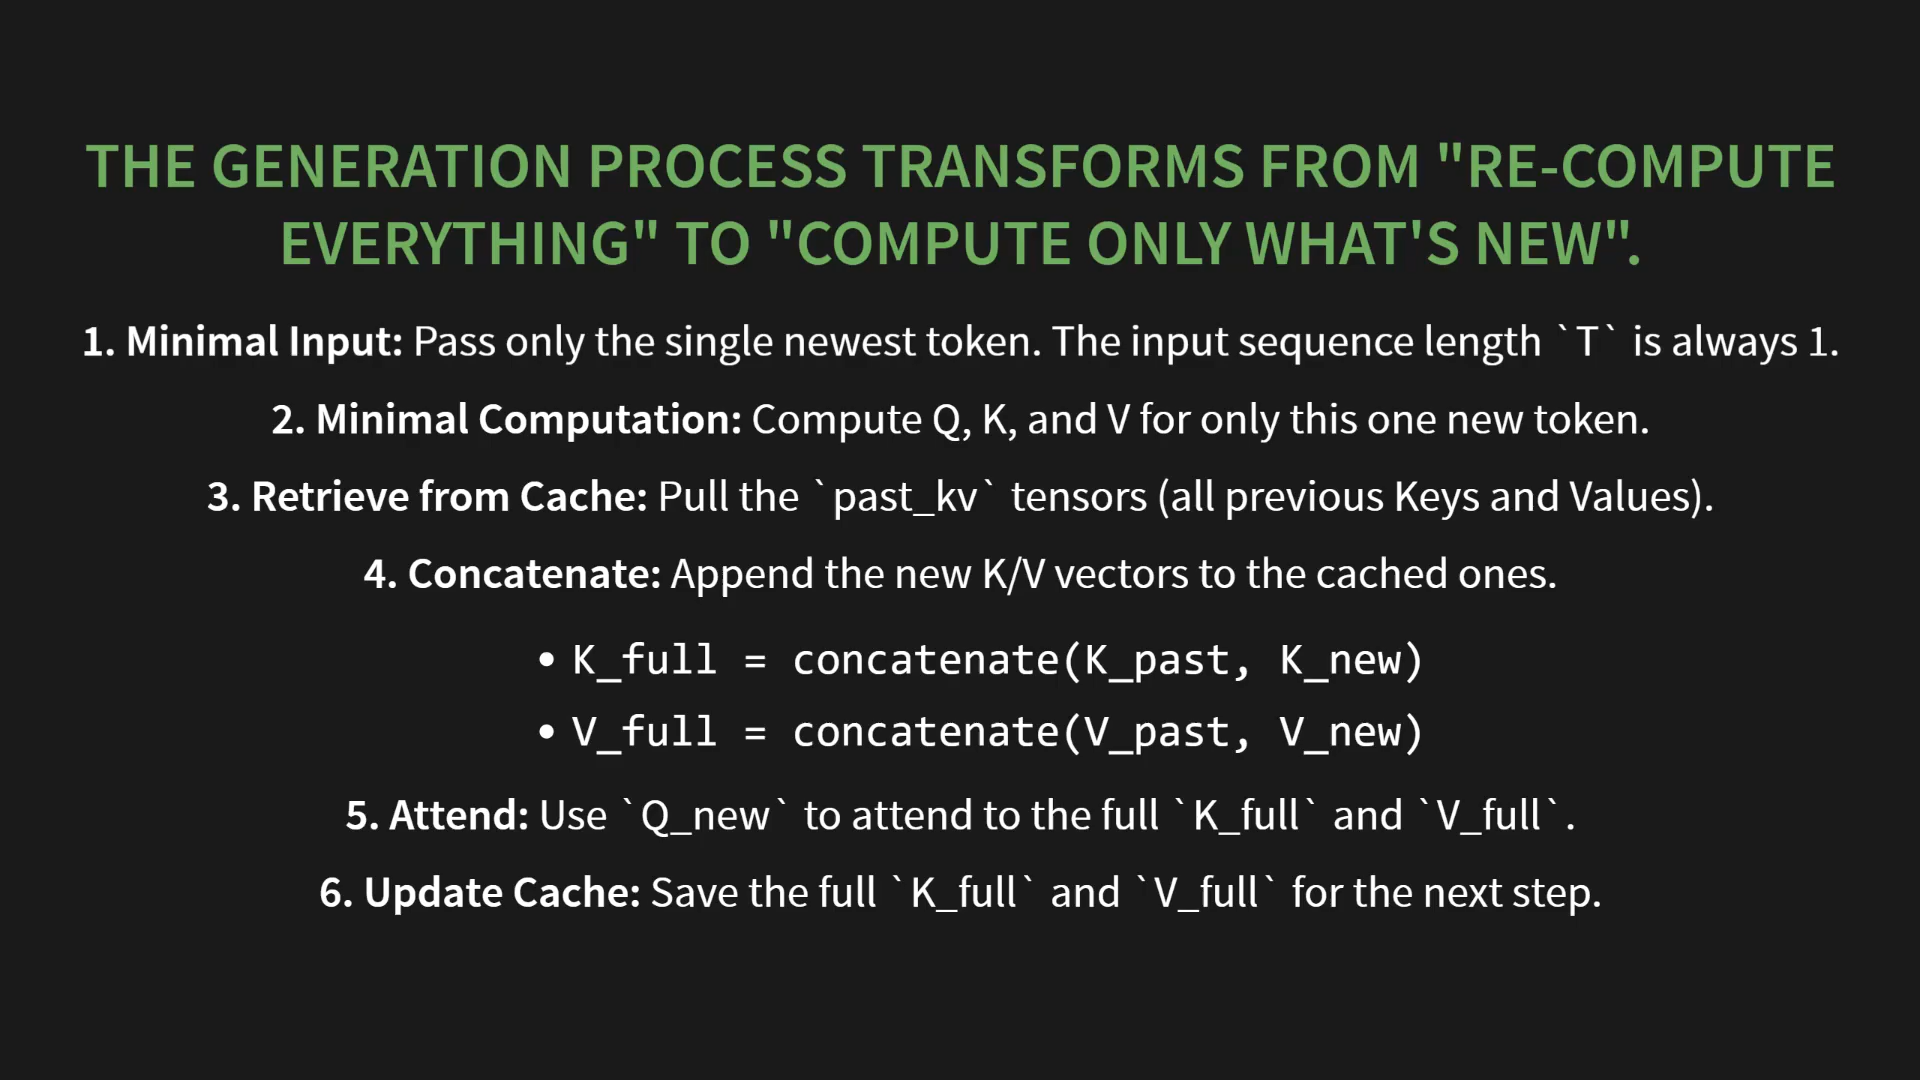 THE GENERATION PROCESS TRANSFORMS FROM "RE-COMPUTE
EVERYTHING" TO "COMPUTE ONLY WHAT'S NEW".
1. Minimal Input: Pass only the single newest token. The input sequence length `T` is always 1.
2. Minimal Computation: Compute Q, K, and V for only this one new token.
3. Retrieve from Cache: Pull the `past_kv` tensors (all previous Keys and Values).
4. Concatenate: Append the new K/V vectors to the cached ones.
• K_full = concatenate(K_past, K_new)
• V_full = concatenate(V_past, V_new)
5. Attend: Use `Q_new` to attend to the full `K_full` and `V_full`.
6. Update Cache: Save the full `K_full` and `V_full` for the next step.